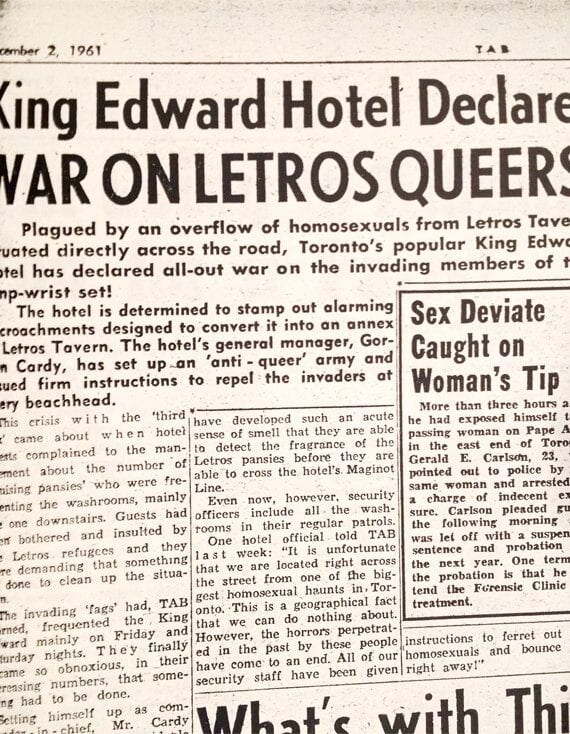 cember 2, 1961
TAB
King Edward Hotel Declare
WAR ON LETROS QUEERS
Plagued by an overflow of homosexuals from Letros Tave
uated directly across the road, Toronto's popular King Edwa
otel has declared all-out war on the invading members of t
mp-wrist set!
The hotel is determined to stamp out alarming
croachments designed to convert it into an annex
Letros Tavern. The hotel's general manager, Gor-
n Cardy, has set up an 'anti - queer' army and
sued firm instructions to repel the invaders at
ery beachhead.
This crisis with the 'third
' came about when hotel
ests complained to the man-
ement about the number of
uising pansies' who were fre-
enting the washrooms, mainly
e one downstairs. Guests had
en bothered and insulted by
e Letros refugees and they
re demanding that something
done to clean up the situa-
n.
The invading 'fags' had, TAB
rned, frequented the King
ward mainly on Friday and
turday nights. They finally
came so obnoxious, in their
creasing numbers, that some-
ng had to be done.
Setting himself up as com-
der - in - chief, Mr. Cardy
have developed such an acute
sense of smell that they are able
to detect the fragrance of the
Letros pansies before they are
able to cross the hotel's Maginot
Line.
Even now, however, security
officers include all the wash-
rooms in their regular patrols.
One hotel official told TAB
last week: "It is unfortunate
that we are located right across
the street from one of the big-
gest homosexual haunts in Tor-
onto. This is a geographical fact
that we can do nothing about.
However, the horrors perpetrat-
ed in the past by these people
have come to an end. All of our
security staff have been given
Sex Deviate
Caught on
Woman's Tip
More than three hours a
he had exposed himself t
passing woman on Pape A
in the east end of Toro
Gerald E. Carlson, 23,
pointed out to police by
same woman and arrested
a charge of indecent ex
sure. Carlson pleaded gu
the following morning
was let off with a suspen
sentence and probation
the next year. One term
the probation is that he
tend the Forensic Clinic
treatment.
instructions to ferret out
homosexuals and bounce
right away!"
What's with Thi